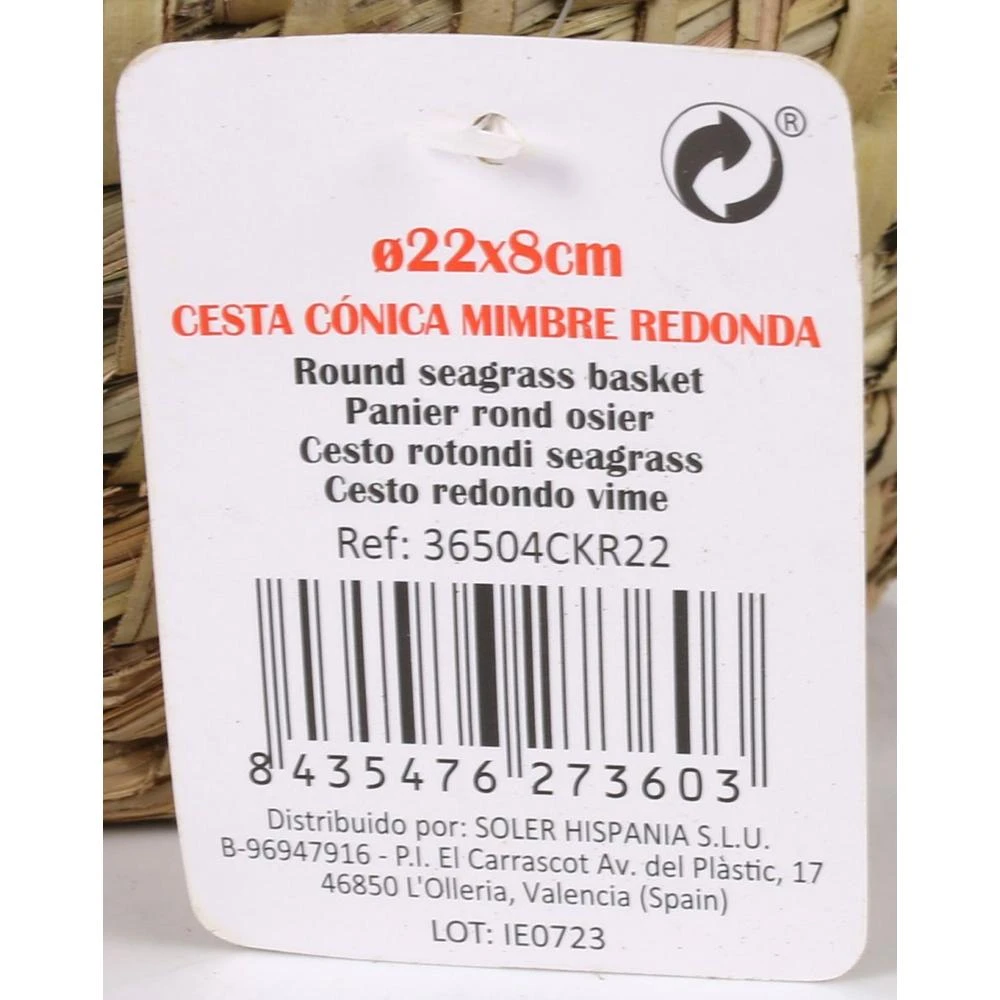 ®
ø22x8cm
CESTA CÓNICA MIMBRE REDONDA
Round seagrass basket
Panier rond osier
Cesto rotondi seagrass
Cesto redondo vime
Ref: 36504CKR22
8 435476 273603
Distribuido por: SOLER HISPANIA S.L.U.
B-96947916 - P.I. El Carrascot Av. del Plàstic, 17
46850 L'Olleria, Valencia (Spain)
LOT: IE0723